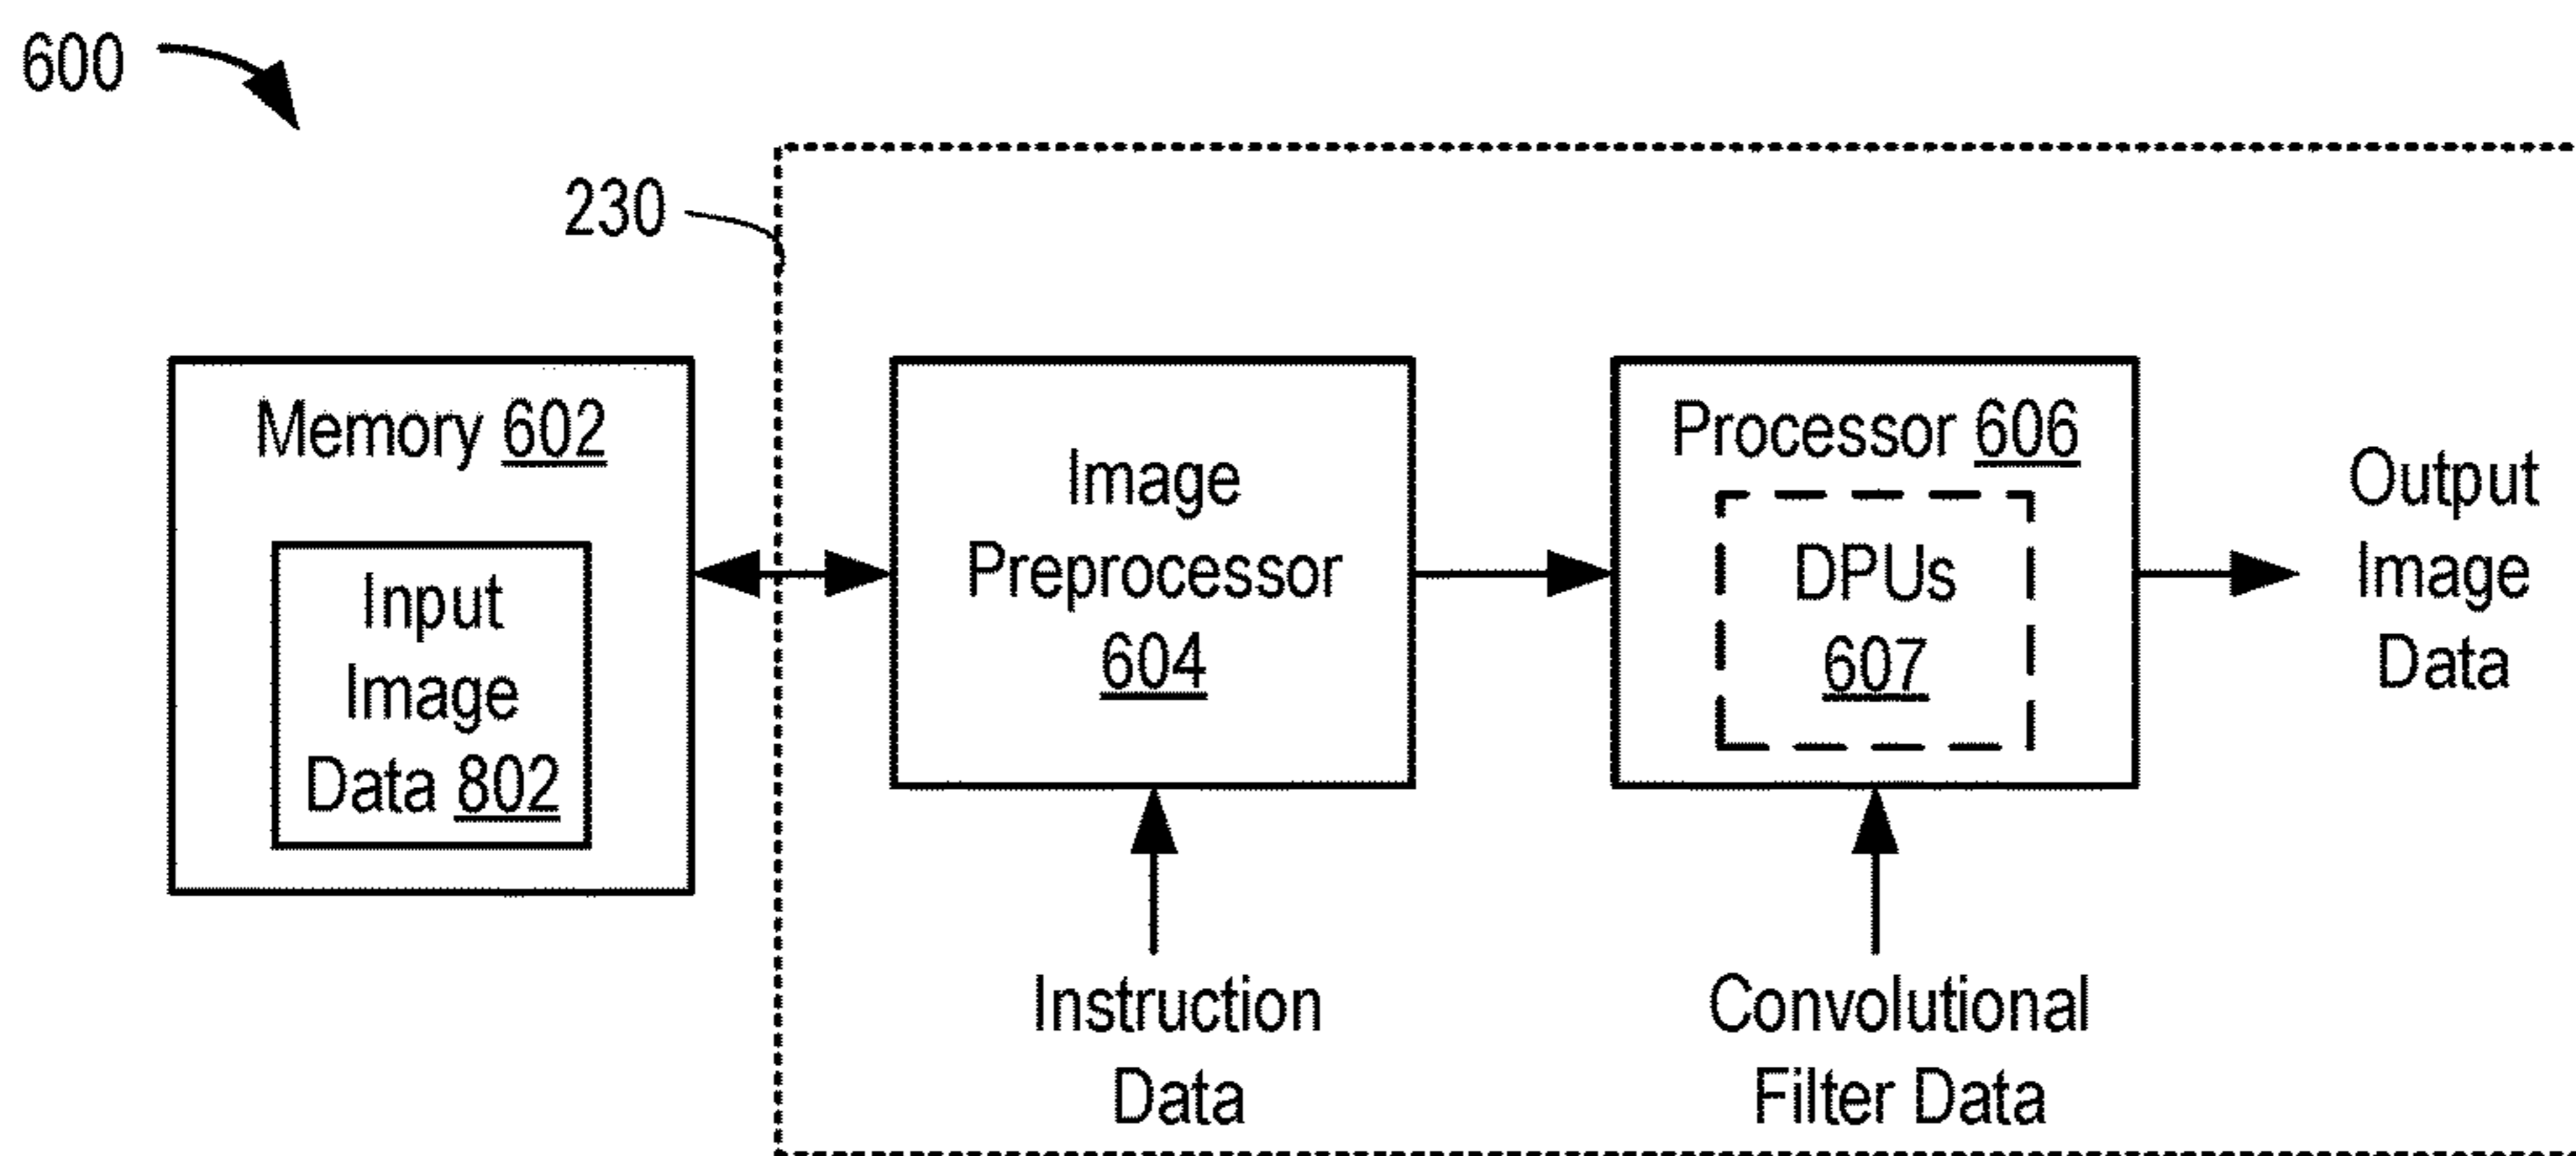 600
230
Memory 602
Input
Image
Data 802
Image
Preprocessor
604
Processor 606
DPUs
607
Output
Image
Data
Instruction
Data
Convolutional
Filter Data